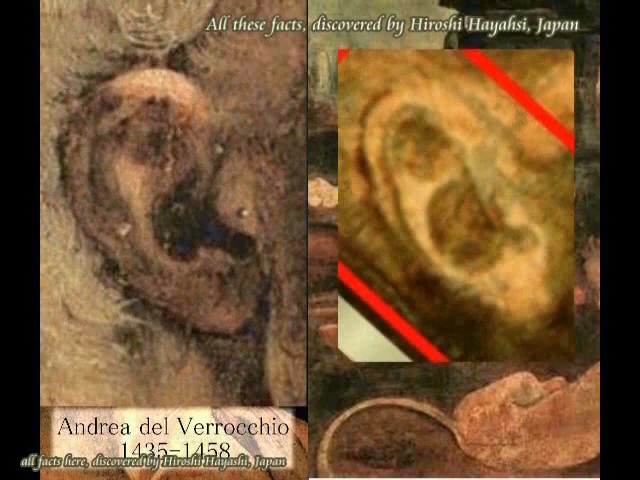 All these facts, discovered by Hiroshi Hayahsi, Japan
Andrea del Verrocchio
1435-1458
all facts here, discovered by Hiroshi Hayashi, Japan